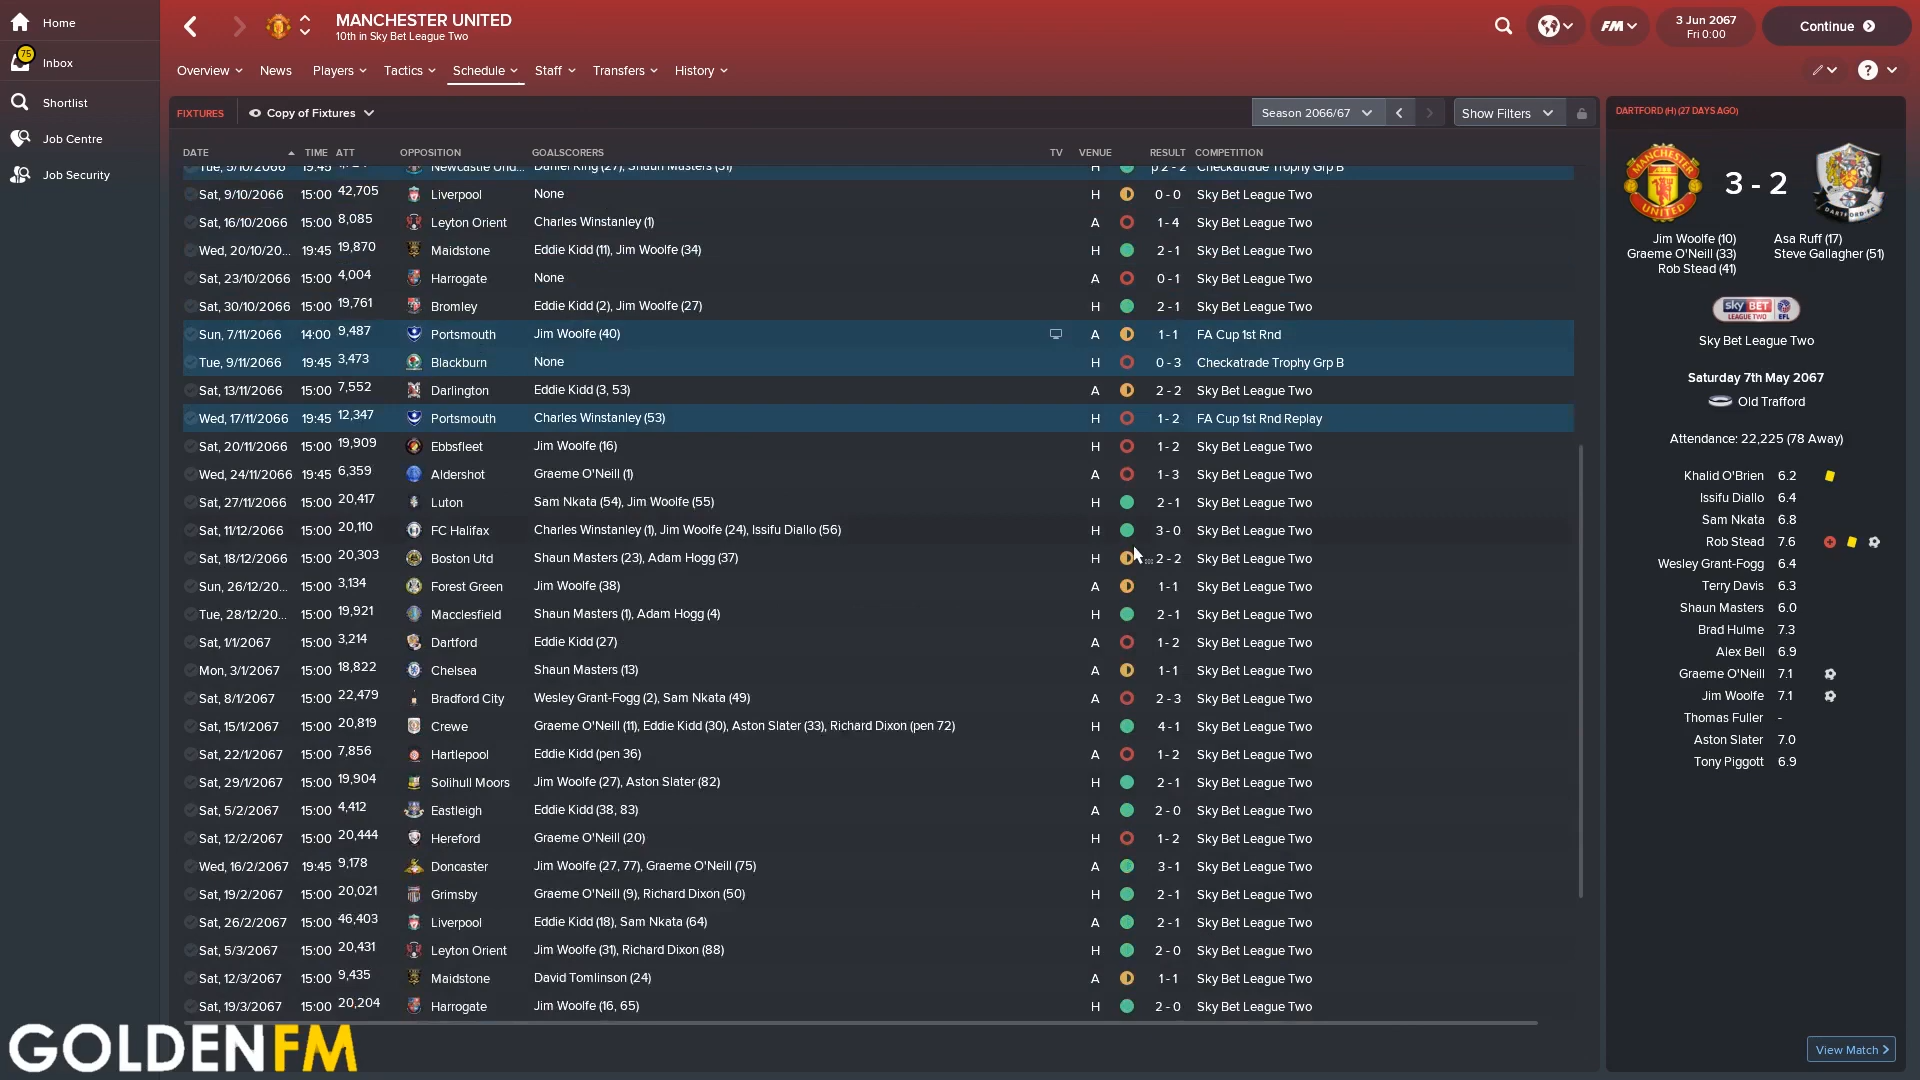 Home
75
Inbox
Shortlist
Job Centre
Job Security
MANCHESTER UNITED
10th in Sky Bet League Two
FM
3 Jun 2067
Fri 0:00
Continue
Overview News Players Tactics Schedule Staff Transfers History
?
FIXTURES Copy of Fixtures Season 2066/67 Show Filters
DATE TIME ATT OPPOSITION GOALSCORERS TV VENUE RESULT COMPETITION
Tue, 5/10/2066 19:45 Newcastle Und... Daniel King (27), Shaun Masters (31) H p 2 - 2 Checkatrade Trophy Grp B
Sat, 9/10/2066 15:00 42,705 Liverpool None H 0 - 0 Sky Bet League Two
Sat, 16/10/2066 15:00 8,085 Leyton Orient Charles Winstanley (1) A 1 - 4 Sky Bet League Two
Wed, 20/10/20... 19:45 19,870 Maidstone Eddie Kidd (11), Jim Woolfe (34) H 2 - 1 Sky Bet League Two
Sat, 23/10/2066 15:00 4,004 Harrogate None A 0 - 1 Sky Bet League Two
Sat, 30/10/2066 15:00 19,761 Bromley Eddie Kidd (2), Jim Woolfe (27) H 2 - 1 Sky Bet League Two
Sun, 7/11/2066 14:00 9,487 Portsmouth Jim Woolfe (40) A 1 - 1 FA Cup 1st Rnd
Tue, 9/11/2066 19:45 3,473 Blackburn None H 0 - 3 Checkatrade Trophy Grp B
Sat, 13/11/2066 15:00 7,552 Darlington Eddie Kidd (3, 53) A 2 - 2 Sky Bet League Two
Wed, 17/11/2066 19:45 12,347 Portsmouth Charles Winstanley (53) H 1 - 2 FA Cup 1st Rnd Replay
Sat, 20/11/2066 15:00 19,909 Ebbsfleet Jim Woolfe (16) H 1 - 2 Sky Bet League Two
Wed, 24/11/2066 19:45 6,359 Aldershot Graeme O'Neill (1) A 1 - 3 Sky Bet League Two
Sat, 27/11/2066 15:00 20,417 Luton Sam Nkata (54), Jim Woolfe (55) H 2 - 1 Sky Bet League Two
Sat, 11/12/2066 15:00 20,110 FC Halifax Charles Winstanley (1), Jim Woolfe (24), Issifu Diallo (56) H 3 - 0 Sky Bet League Two
Sat, 18/12/2066 15:00 20,303 Boston Utd Shaun Masters (23), Adam Hogg (37) H 2 - 2 Sky Bet League Two
Sun, 26/12/20... 15:00 3,134 Forest Green Jim Woolfe (38) A 1 - 1 Sky Bet League Two
Tue, 28/12/20... 15:00 19,921 Macclesfield Shaun Masters (1), Adam Hogg (4) H 2 - 1 Sky Bet League Two
Sat, 1/1/2067 15:00 3,214 Dartford Eddie Kidd (27) A 1 - 2 Sky Bet League Two
Mon, 3/1/2067 15:00 18,822 Chelsea Shaun Masters (13) A 1 - 1 Sky Bet League Two
Sat, 8/1/2067 15:00 22,479 Bradford City Wesley Grant-Fogg (2), Sam Nkata (49) A 2 - 3 Sky Bet League Two
Sat, 15/1/2067 15:00 20,819 Crewe Graeme O'Neill (11), Eddie Kidd (30), Aston Slater (33), Richard Dixon (pen 72) H 4 - 1 Sky Bet League Two
Sat, 22/1/2067 15:00 7,856 Hartlepool Eddie Kidd (pen 36) A 1 - 2 Sky Bet League Two
Sat, 29/1/2067 15:00 19,904 Solihull Moors Jim Woolfe (27), Aston Slater (82) H 2 - 1 Sky Bet League Two
Sat, 5/2/2067 15:00 4,412 Eastleigh Eddie Kidd (38, 83) A 2 - 0 Sky Bet League Two
Sat, 12/2/2067 15:00 20,444 Hereford Graeme O'Neill (20) H 1 - 2 Sky Bet League Two
Wed, 16/2/2067 19:45 9,178 Doncaster Jim Woolfe (27, 77), Graeme O'Neill (75) A 3 - 1 Sky Bet League Two
Sat, 19/2/2067 15:00 20,021 Grimsby Graeme O'Neill (9), Richard Dixon (50) H 2 - 1 Sky Bet League Two
Sat, 26/2/2067 15:00 46,403 Liverpool Eddie Kidd (18), Sam Nkata (64) A 2 - 1 Sky Bet League Two
Sat, 5/3/2067 15:00 20,431 Leyton Orient Jim Woolfe (31), Richard Dixon (88) H 2 - 0 Sky Bet League Two
Sat, 12/3/2067 15:00 9,435 Maidstone David Tomlinson (24) A 1 - 1 Sky Bet League Two
Sat, 19/3/2067 15:00 20,204 Harrogate Jim Woolfe (16, 65) H 2 - 0 Sky Bet League Two
GOLDENFM
DARTFORD (H) (27 DAYS AGO)
MANCHESTER UNITED
3 - 2
DARTFORD FC
Jim Woolfe (10) Asa Ruff (17)
Graeme O'Neill (33) Steve Gallagher (51)
Rob Stead (41)
sky BET
LEAGUE TWO EFL
Sky Bet League Two
Saturday 7th May 2067
Old Trafford
Attendance: 22,225 (78 Away)
Khalid O'Brien 6.2
Issifu Diallo 6.4
Sam Nkata 6.8
Rob Stead 7.6
Wesley Grant-Fogg 6.4
Terry Davis 6.3
Shaun Masters 6.0
Brad Hulme 7.3
Alex Bell 6.9
Graeme O'Neill 7.1
Jim Woolfe 7.1
Thomas Fuller -
Aston Slater 7.0
Tony Piggott 6.9
View Match